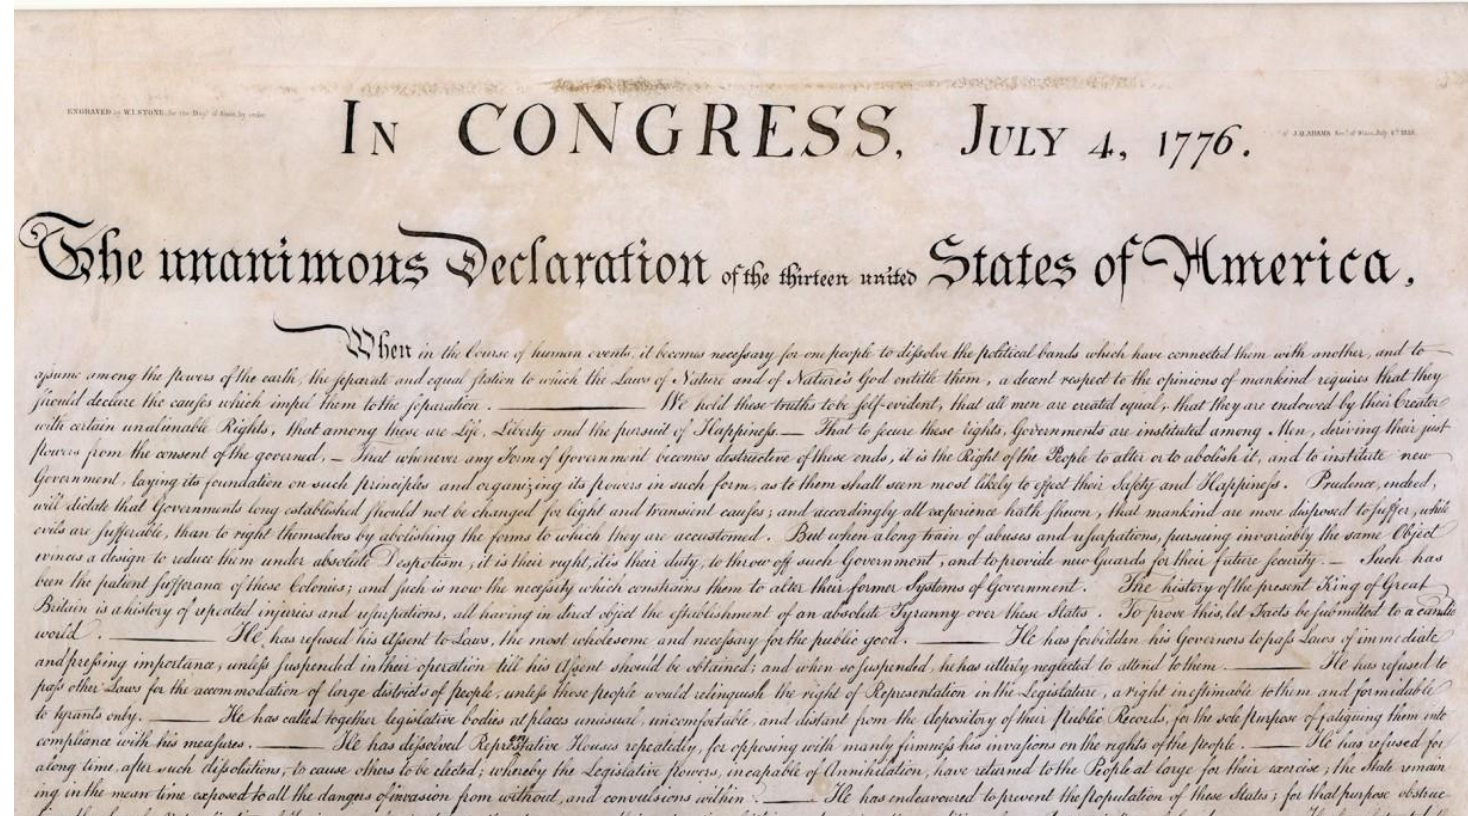 ENGRAVED by W.I.STONE, for the Dept. of State, by order
of J.Q.ADAMS Secy. of State, July 4th 1823.
IN CONGRESS, JULY 4, 1776.
The unanimous Declaration of the thirteen united States of America,
When in the Course of human events, it becomes necessary for one people to dissolve the political bands which have connected them with another, and to
assume among the powers of the earth, the separate and equal station to which the Laws of Nature and of Nature's God entitle them, a decent respect to the opinions of mankind requires that they
should declare the causes which impel them to the separation. ———— We hold these truths to be self-evident, that all men are created equal, that they are endowed by their Creator
with certain unalienable Rights, that among these are Life, Liberty and the pursuit of Happiness.— That to secure these rights, Governments are instituted among Men, deriving their just
powers from the consent of the governed,— That whenever any Form of Government becomes destructive of these ends, it is the Right of the People to alter or to abolish it, and to institute new
Government, laying its foundation on such principles and organizing its powers in such form, as to them shall seem most likely to effect their Safety and Happiness. Prudence, indeed,
will dictate that Governments long established should not be changed for light and transient causes; and accordingly all experience hath shewn, that mankind are more disposed to suffer, while
evils are sufferable, than to right themselves by abolishing the forms to which they are accustomed. But when a long train of abuses and usurpations, pursuing invariably the same Object
evinces a design to reduce them under absolute Despotism, it is their right, it is their duty, to throw off such Government, and to provide new Guards for their future security.— Such has
been the patient sufferance of these Colonies; and such is now the necessity which constrains them to alter their former Systems of Government. The history of the present King of Great
Britain is a history of repeated injuries and usurpations, all having in direct object the establishment of an absolute Tyranny over these States. To prove this, let Facts be submitted to a candid
world. ———— He has refused his Assent to Laws, the most wholesome and necessary for the public good. ———— He has forbidden his Governors to pass Laws of immediate
and pressing importance, unless suspended in their operation till his Assent should be obtained; and when so suspended, he has utterly neglected to attend to them. ———— He has refused to
pass other Laws for the accommodation of large districts of people, unless those people would relinquish the right of Representation in the Legislature, a right inestimable to them and formidable
to tyrants only. ———— He has called together legislative bodies at places unusual, uncomfortable, and distant from the depository of their public Records, for the sole purpose of fatiguing them into
compliance with his measures. ———— He has dissolved Representative Houses repeatedly, for opposing with manly firmness his invasions on the rights of the people. ———— He has refused for
a long time, after such dissolutions, to cause others to be elected; whereby the Legislative powers, incapable of Annihilation, have returned to the People at large for their exercise; the State remain
ing in the mean time exposed to all the dangers of invasion from without, and convulsions within. ———— He has endeavoured to prevent the population of these States; for that purpose obstruc-